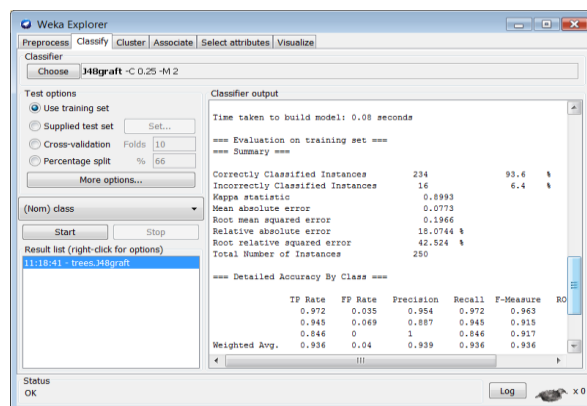 Weka Explorer
Preprocess Classify Cluster Associate Select attributes Visualize
Classifier
Choose J48graft -C 0.25 -M 2
Test options
Use training set
Supplied test set Set...
Cross-validation Folds 10
Percentage split % 66
More options...
(Nom) class
Start Stop
Result list (right-click for options)
11:18:41 - trees.J48graft
Classifier output
Time taken to build model: 0.08 seconds
=== Evaluation on training set ===
=== Summary ===
Correctly Classified Instances 234 93.6 %
Incorrectly Classified Instances 16 6.4 %
Kappa statistic 0.8993
Mean absolute error 0.0773
Root mean squared error 0.1966
Relative absolute error 18.0744 %
Root relative squared error 42.524 %
Total Number of Instances 250
=== Detailed Accuracy By Class ===
TP Rate FP Rate Precision Recall F-Measure RO
0.972 0.035 0.954 0.972 0.963
0.945 0.069 0.887 0.945 0.915
0.846 0 1 0.846 0.917
Weighted Avg. 0.936 0.04 0.939 0.936 0.936
Status
OK
Log
x 0